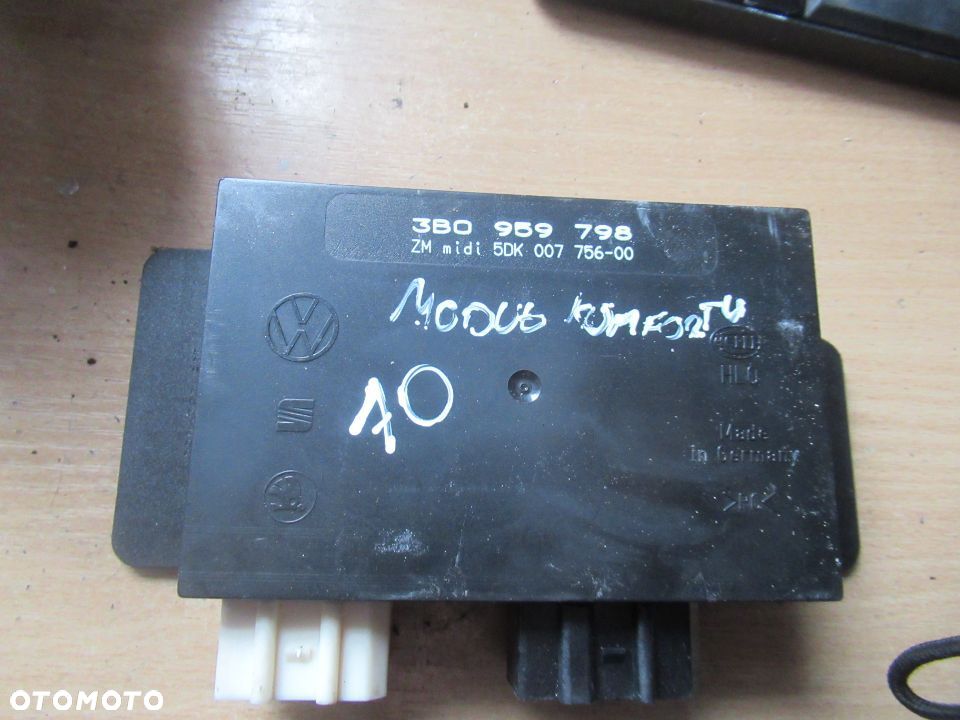 3B0 959 798
ZM midi 5DK 007 756-00
MODUŁ KOMFORTU
10
HLO
Made
in Germany
OTOMOTO